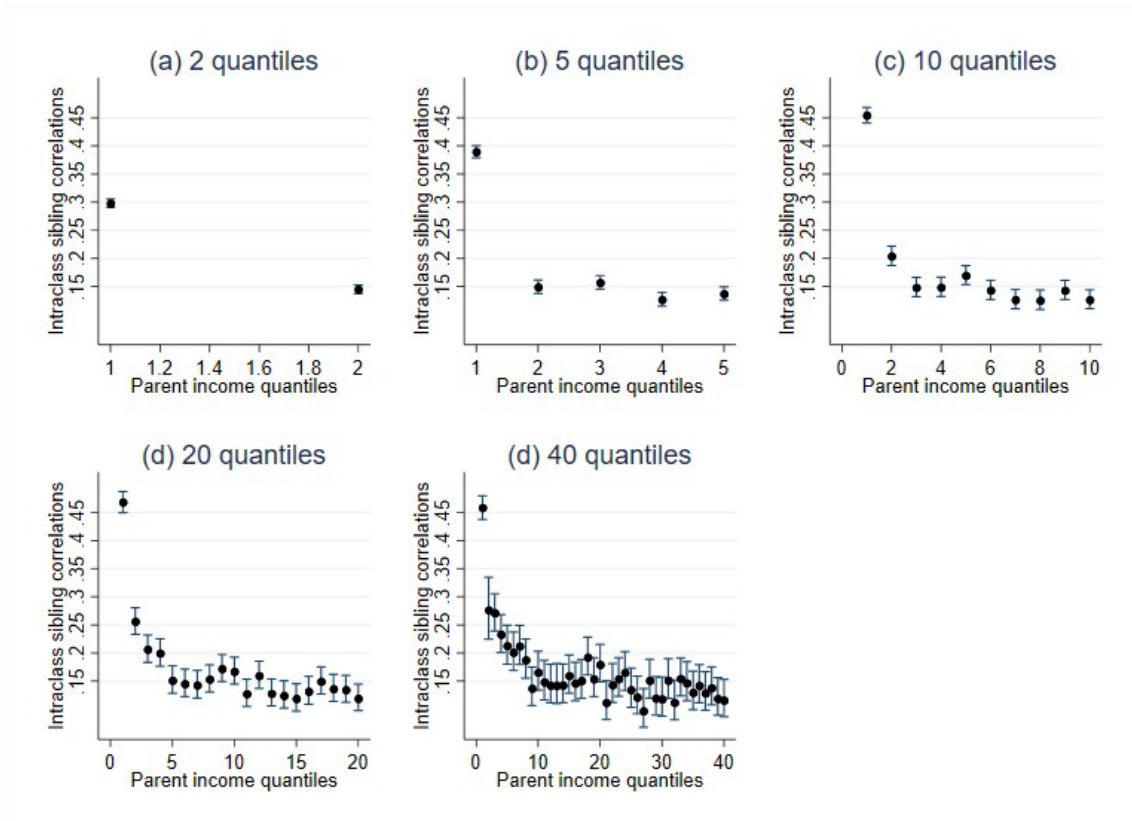 (a) 2 quantiles
Intraclass sibling correlations
.15 .2 .25 .3 .35 .4 .45
1 1.2 1.4 1.6 1.8 2
Parent income quantiles
(b) 5 quantiles
Intraclass sibling correlations
.15 .2 .25 .3 .35 .4 .45
1 2 3 4 5
Parent income quantiles
(c) 10 quantiles
Intraclass sibling correlations
.15 .2 .25 .3 .35 .4 .45
0 2 4 6 8 10
Parent income quantiles
(d) 20 quantiles
Intraclass sibling correlations
.15 .2 .25 .3 .35 .4 .45
0 5 10 15 20
Parent income quantiles
(d) 40 quantiles
Intraclass sibling correlations
.15 .2 .25 .3 .35 .4 .45
0 10 20 30 40
Parent income quantiles